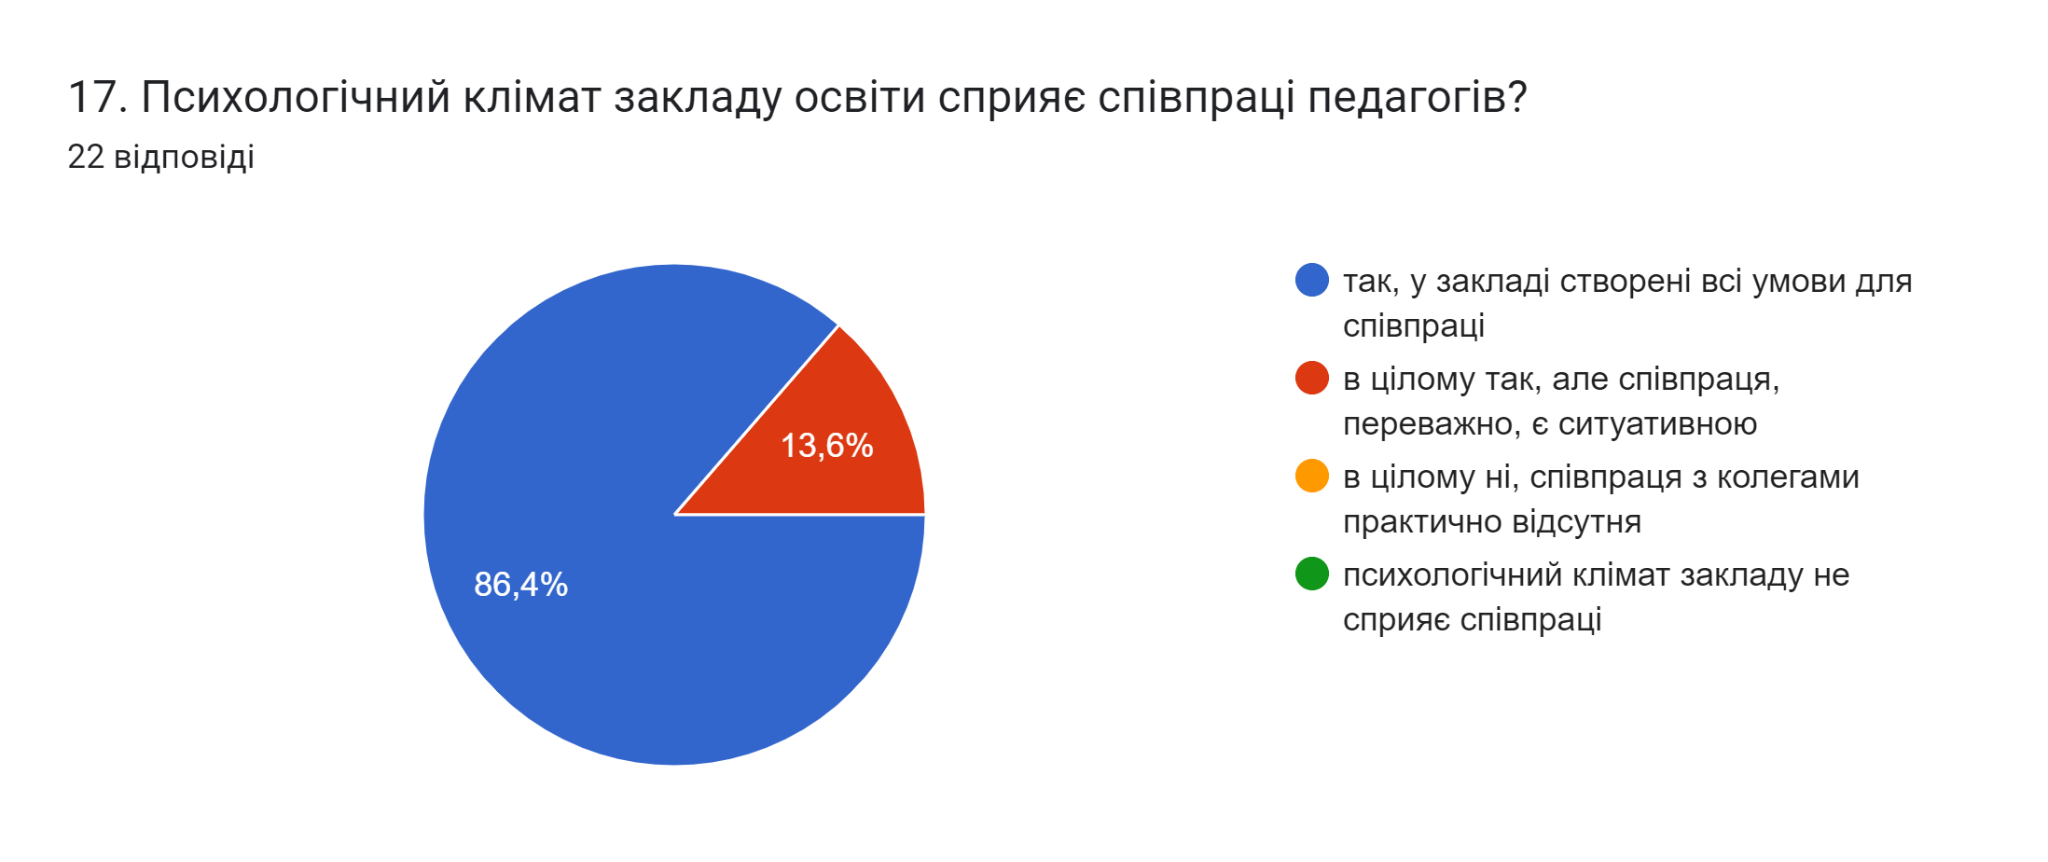 17. Психологічний клімат закладу освіти сприяє співпраці педагогів?
22 відповіді
так, у закладі створені всі умови для
співпраці
в цілому так, але співпраця,
переважно, є ситуативною
в цілому ні, співпраця з колегами
практично відсутня
психологічний клімат закладу не
сприяє співпраці
13,6%
86,4%